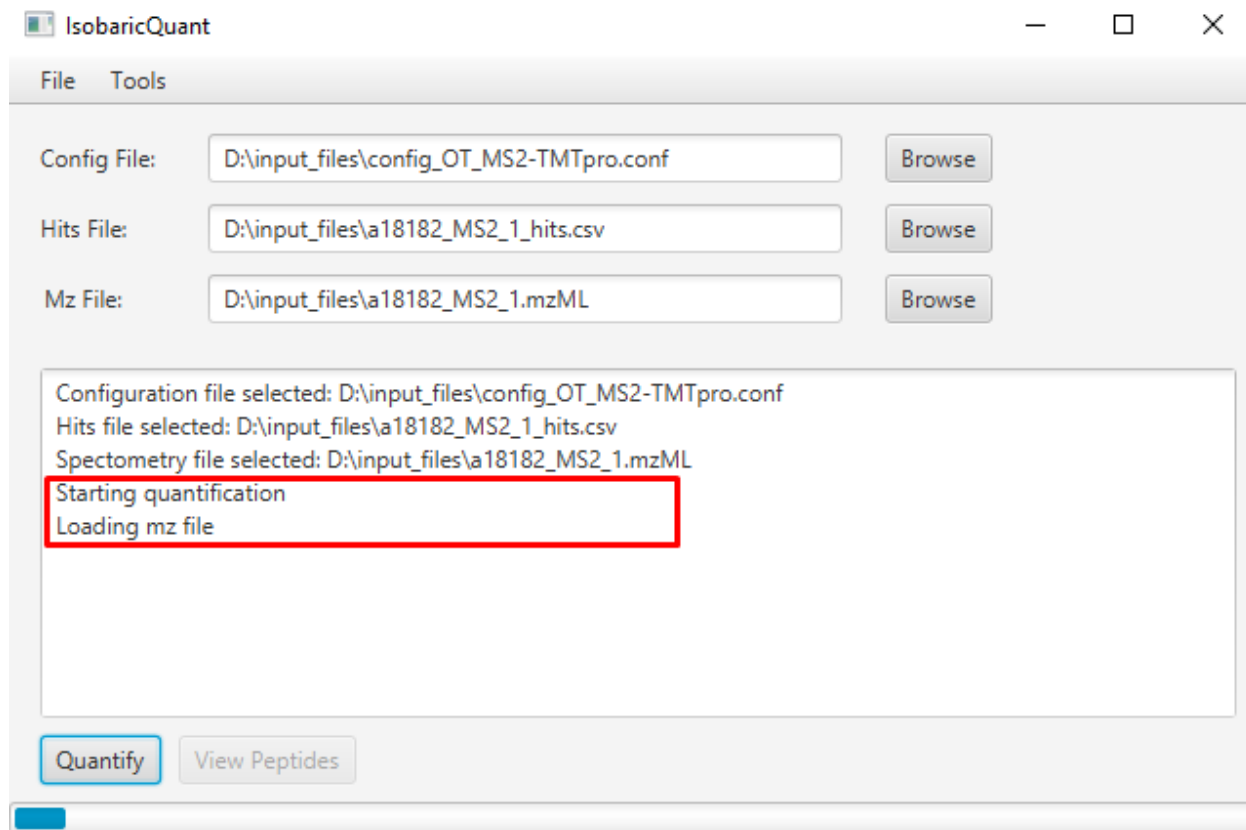 IsobaricQuant
File Tools
Config File: D:\input_files\config_OT_MS2-TMTpro.conf Browse
Hits File: D:\input_files\a18182_MS2_1_hits.csv Browse
Mz File: D:\input_files\a18182_MS2_1.mzML Browse
Configuration file selected: D:\input_files\config_OT_MS2-TMTpro.conf
Hits file selected: D:\input_files\a18182_MS2_1_hits.csv
Spectometry file selected: D:\input_files\a18182_MS2_1.mzML
Starting quantification
Loading mz file
Quantify View Peptides